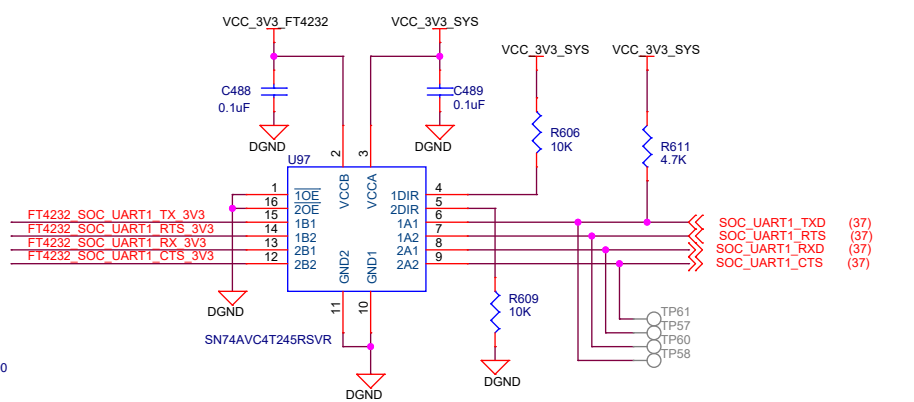 VCC_3V3_FT4232
VCC_3V3_SYS
VCC_3V3_SYS
VCC_3V3_SYS
C488
0.1uF
C489
0.1uF
R606
10K
R611
4.7K
DGND
DGND
U97
2
3
VCCB
VCCA
1
1OE
1DIR
4
16
2OE
2DIR
5
FT4232_SOC_UART1_TX_3V3
15
1B1
1A1
6
SOC_UART1_TXD
(37)
FT4232_SOC_UART1_RTS_3V3
14
1B2
1A2
7
SOC_UART1_RTS
(37)
FT4232_SOC_UART1_RX_3V3
13
2B1
2A1
8
SOC_UART1_RXD
(37)
FT4232_SOC_UART1_CTS_3V3
12
2B2
2A2
9
SOC_UART1_CTS
(37)
GND2
GND1
11
10
DGND
R609
10K
SN74AVC4T245RSVR
TP61
TP57
TP60
TP58
0
DGND
DGND